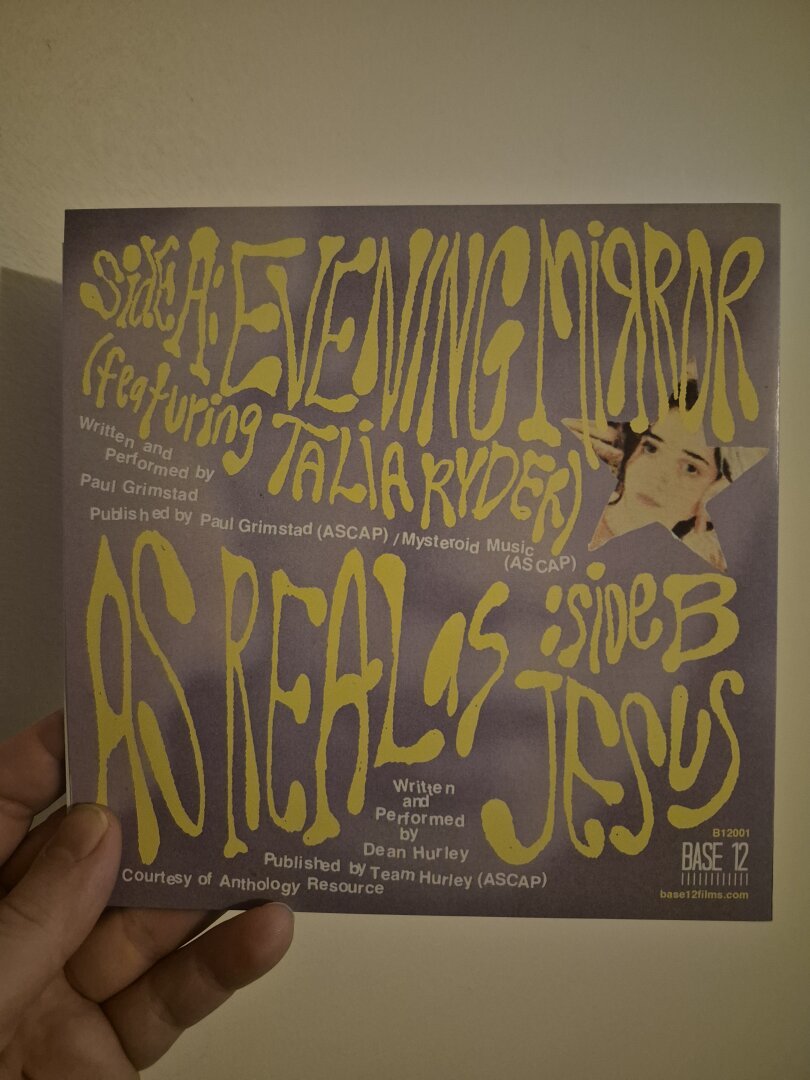 Side A: EVENING MiRROR
(featuring TALiA RYDER)
Written and
Performed by
Paul Grimstad
Published by Paul Grimstad (ASCAP) / Mysteroid Music
(ASCAP)
:side B
AS REAL as JESUS
Written
and
Performed
by
Dean Hurley
Published by Team Hurley (ASCAP)
Courtesy of Anthology Resource
B12001
BASE 12
base12films.com